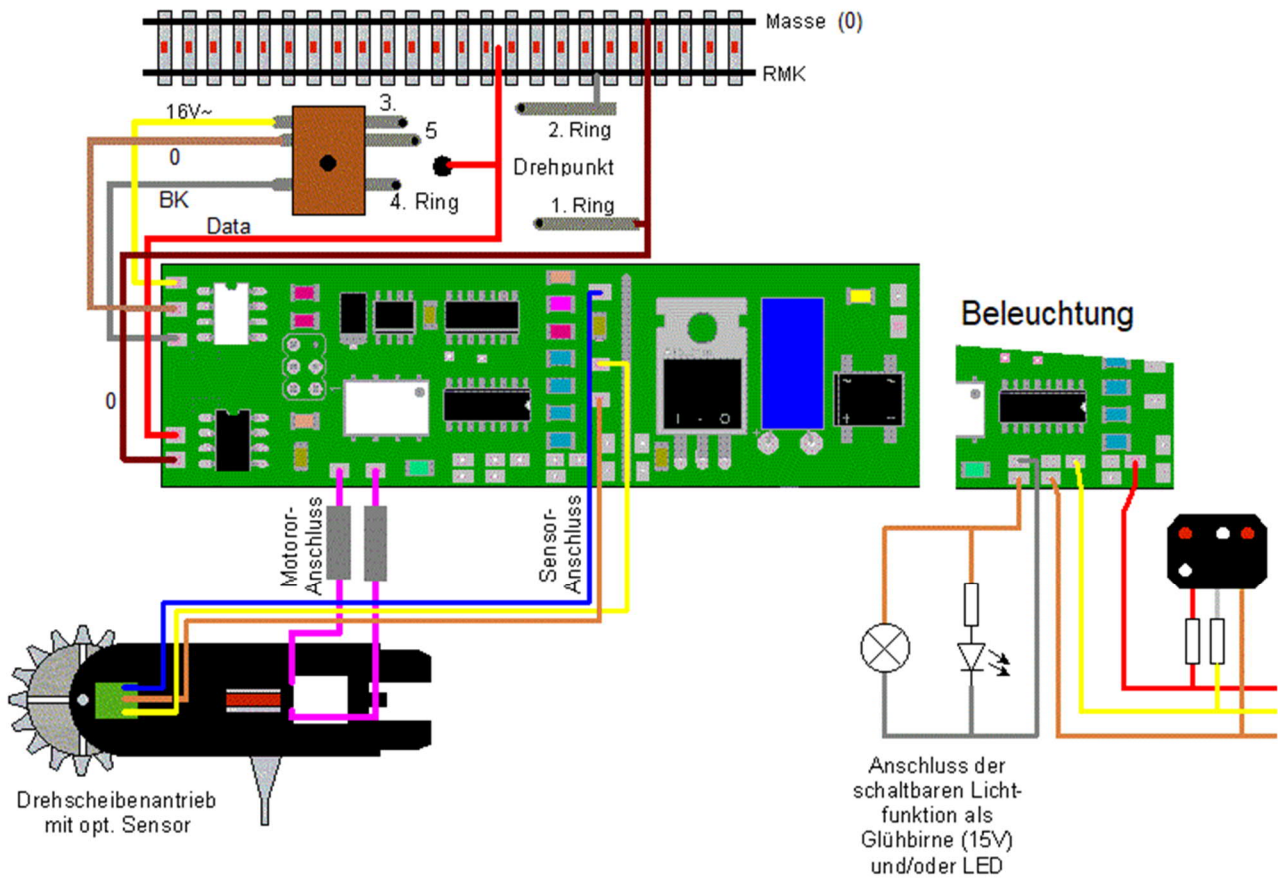 Masse (0)
RMK
16V~
3.
5
0
2. Ring
Drehpunkt
BK
4. Ring
1. Ring
Data
Beleuchtung
0
1
I - O
+
~ ~
+ -
Motoror-
Anschluss
Sensor-
Anschluss
Drehscheibenantrieb
mit opt. Sensor
Anschluss der
schaltbaren Licht-
funktion als
Glühbirne (15V)
und/oder LED